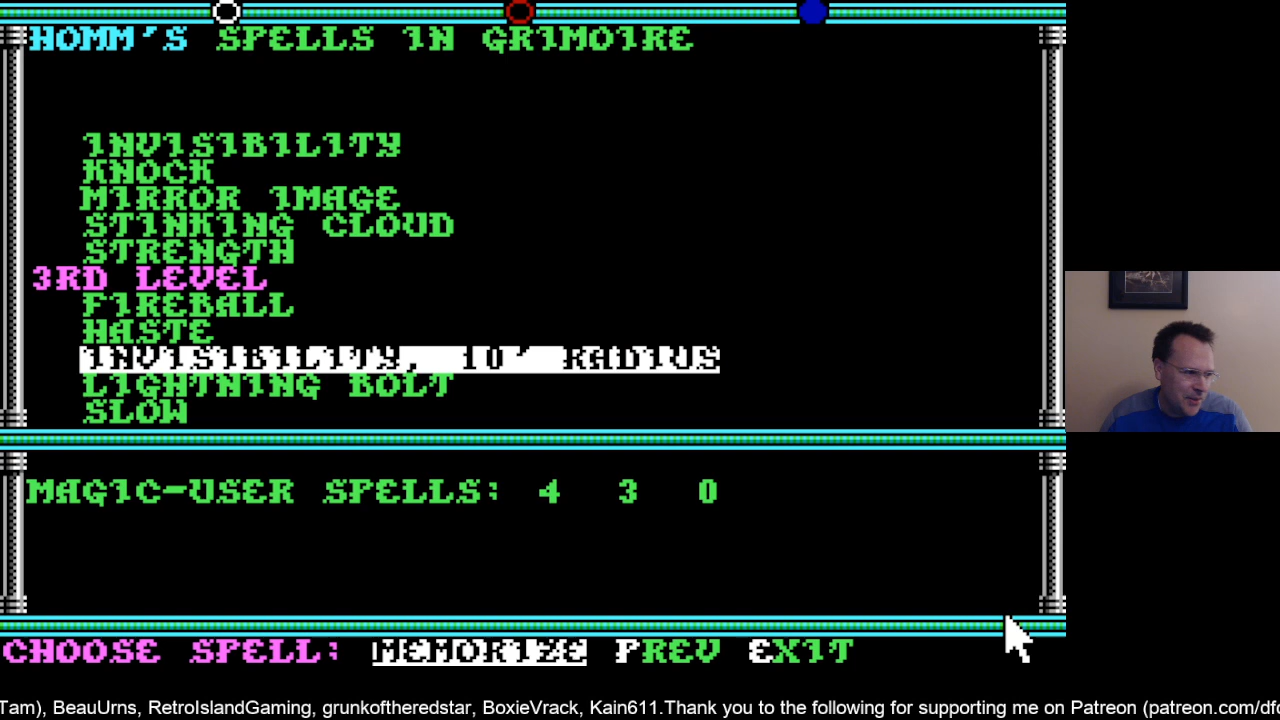 HOMM'S SPELLS IN GRIMOIRE
INVISIBILITY
KNOCK
MIRROR IMAGE
STINKING CLOUD
STRENGTH
3RD LEVEL
FIREBALL
HASTE
INVISIBILITY, 10' RADIUS
LIGHTNING BOLT
SLOW
MAGIC-USER SPELLS: 4 3 0
CHOOSE SPELL: MEMORIZE PREV EXIT
Tam), BeauUrns, RetroIslandGaming, grunkoftheredstar, BoxieVrack, Kain611.Thank you to the following for supporting me on Patreon (patreon.com/dfc